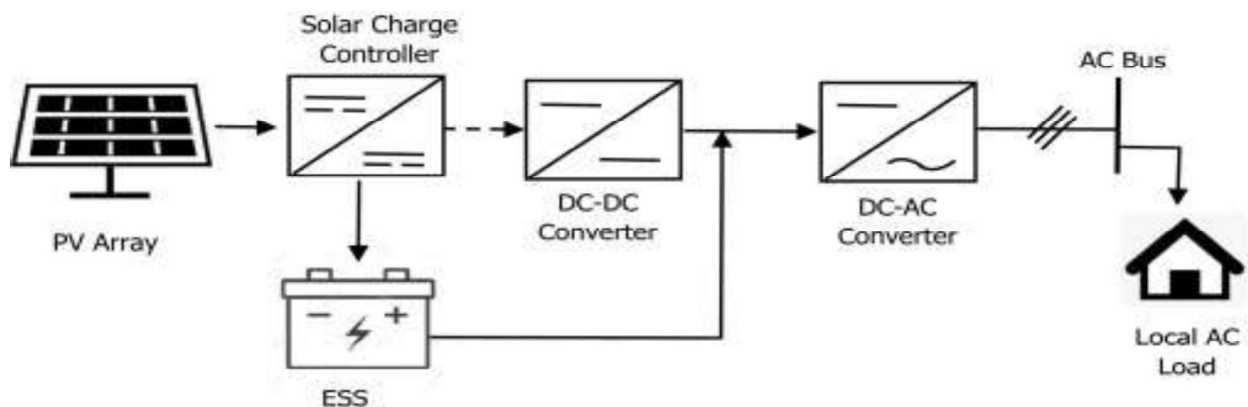 Solar Charge
Controller
AC Bus
PV Array
DC-DC
Converter
DC-AC
Converter
ESS
Local AC
Load